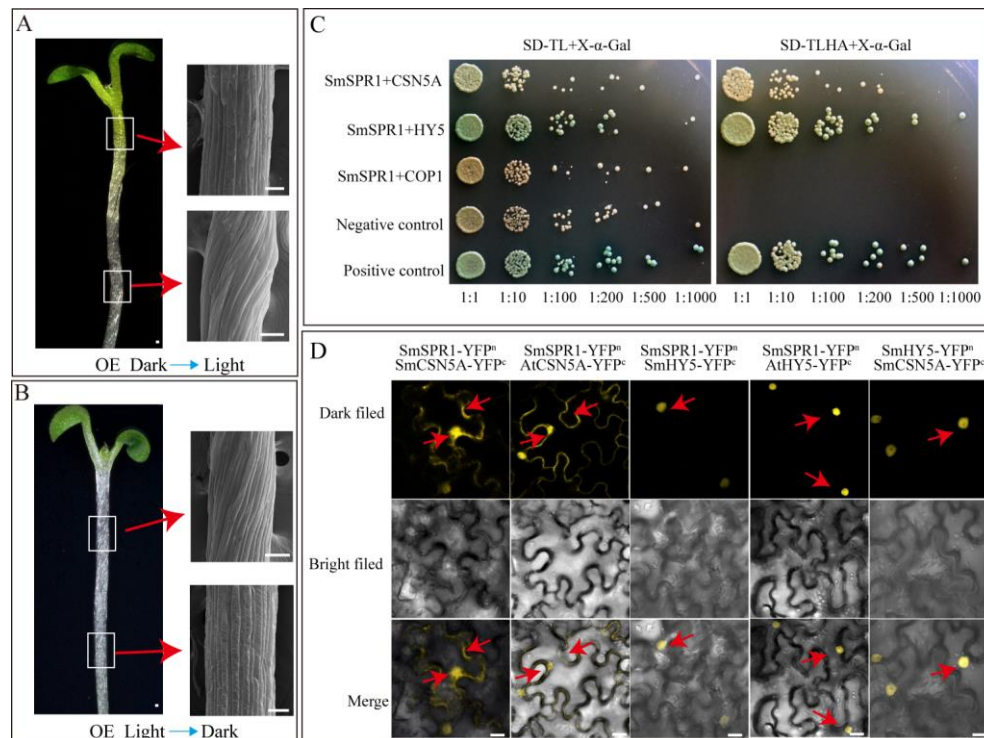 A
OE Dark → Light
B
OE Light → Dark
C
SD-TL+X-α-Gal SD-TLHA+X-α-Gal
SmSPR1+CSN5A
SmSPR1+HY5
SmSPR1+COP1
Negative control
Positive control
1:1 1:10 1:100 1:200 1:500 1:1000 1:1 1:10 1:100 1:200 1:500 1:1000
D
SmSPR1-YFPⁿ SmSPR1-YFPⁿ SmSPR1-YFPⁿ SmSPR1-YFPⁿ SmHY5-YFPⁿ
SmCSN5A-YFPᶜ AtCSN5A-YFPᶜ SmHY5-YFPᶜ AtHY5-YFPᶜ SmCSN5A-YFPᶜ
Dark filed
Bright filed
Merge